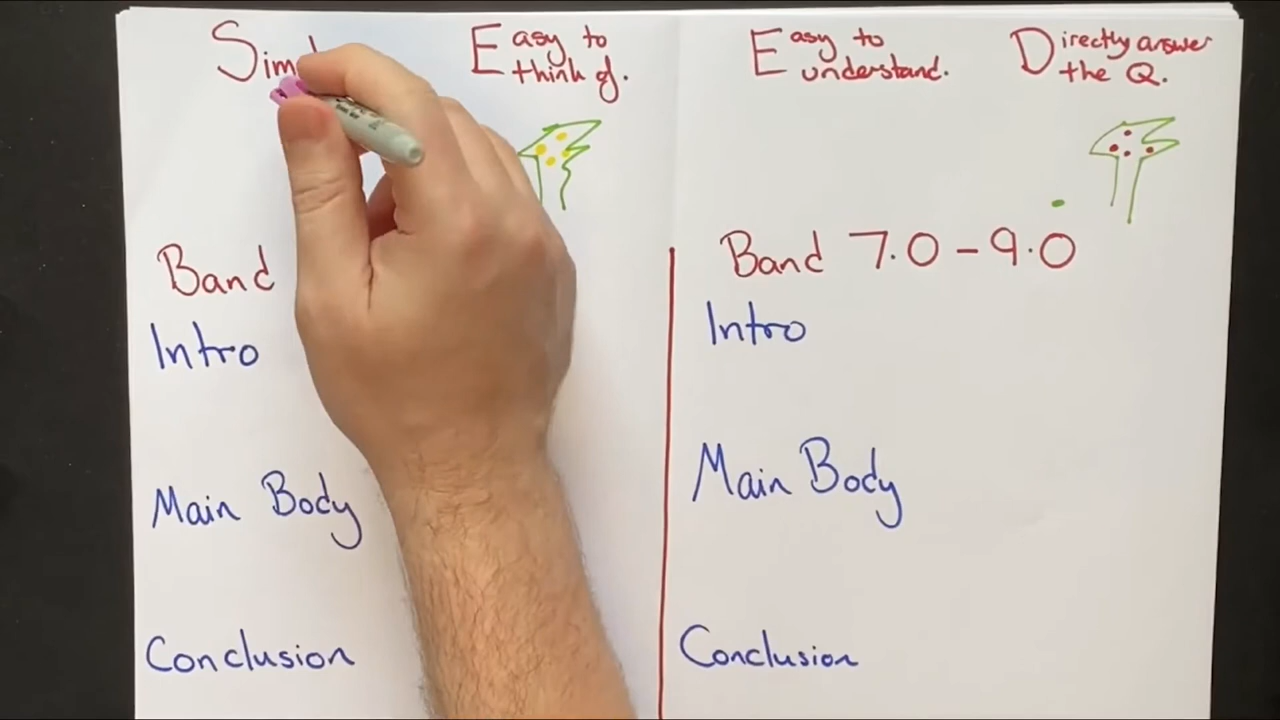 Easy to
think of.
Easy to
understand.
Directly answer
the Q.
Band
Intro
Main Body
Conclusion
Band 7.0 - 9.0
Intro
Main Body
Conclusion